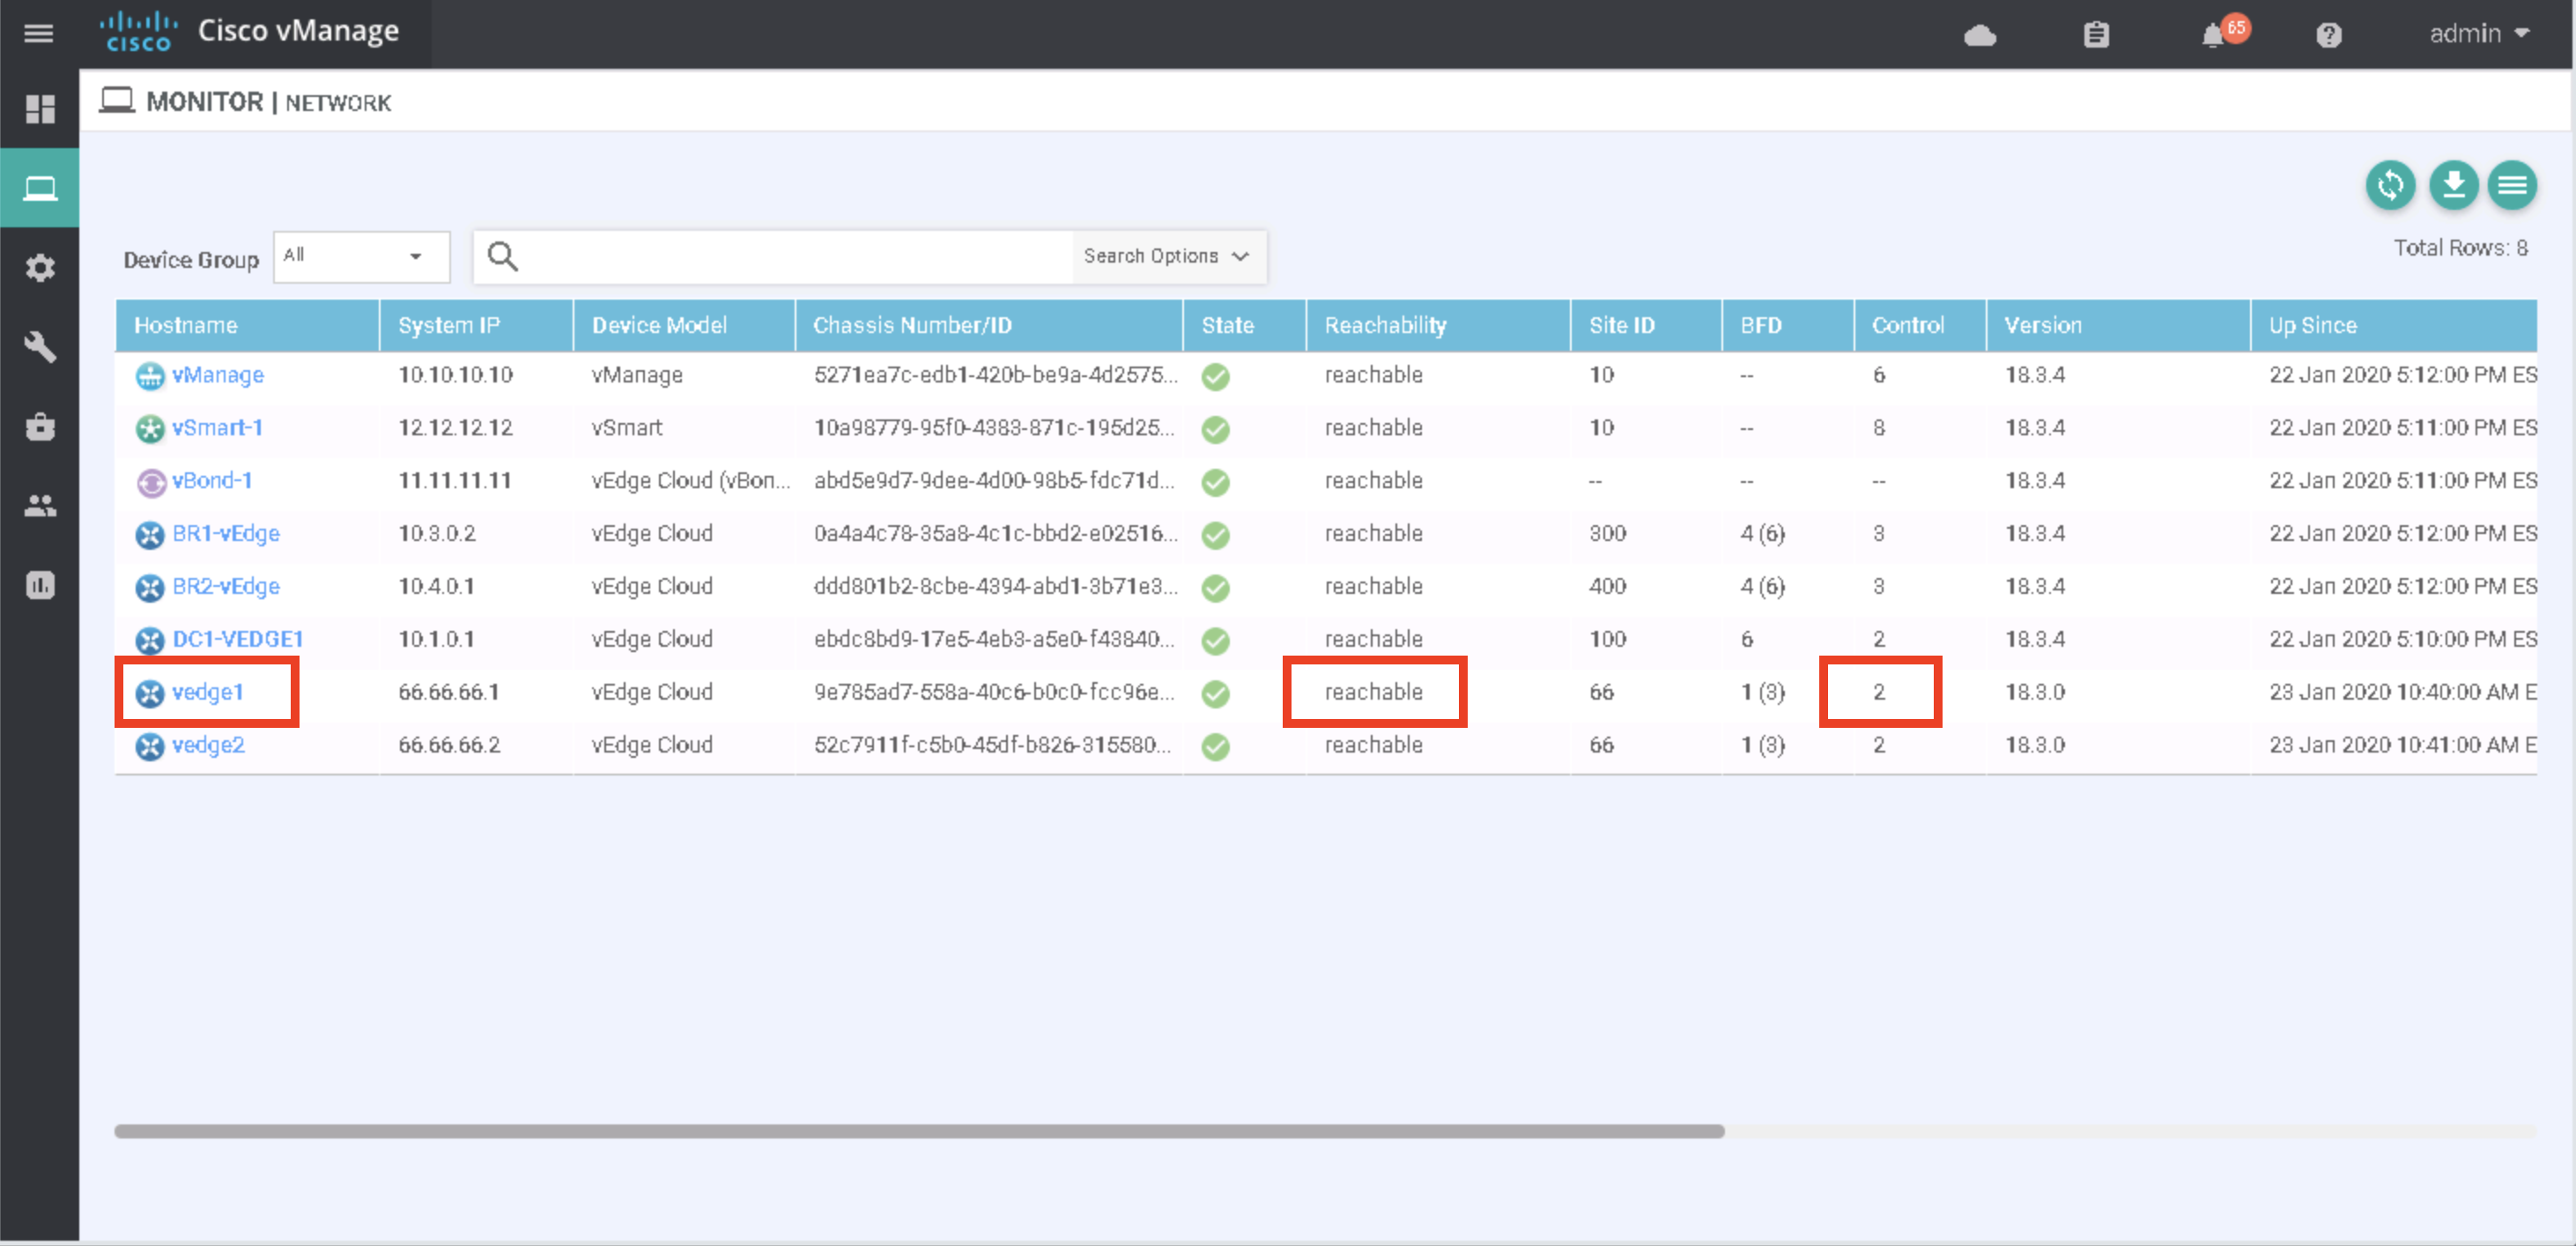 cisco Cisco vManage 65 admin
MONITOR | NETWORK
Device Group All Search Options Total Rows: 8
Hostname System IP Device Model Chassis Number/ID State Reachability Site ID BFD Control Version Up Since
vManage 10.10.10.10 vManage 5271ea7c-edb1-420b-be9a-4d2575... reachable 10 -- 6 18.3.4 22 Jan 2020 5:12:00 PM ES
vSmart-1 12.12.12.12 vSmart 10a98779-95f0-4383-871c-195d25... reachable 10 -- 8 18.3.4 22 Jan 2020 5:11:00 PM ES
vBond-1 11.11.11.11 vEdge Cloud (vBon... abd5e9d7-9dee-4d00-98b5-fdc71d... reachable -- -- -- 18.3.4 22 Jan 2020 5:11:00 PM ES
BR1-vEdge 10.3.0.2 vEdge Cloud 0a4a4c78-35a8-4c1c-bbd2-e02516... reachable 300 4 (6) 3 18.3.4 22 Jan 2020 5:12:00 PM ES
BR2-vEdge 10.4.0.1 vEdge Cloud ddd801b2-8cbe-4394-abd1-3b71e3... reachable 400 4 (6) 3 18.3.4 22 Jan 2020 5:12:00 PM ES
DC1-VEDGE1 10.1.0.1 vEdge Cloud ebdc8bd9-17e5-4eb3-a5e0-f43840... reachable 100 6 2 18.3.4 22 Jan 2020 5:10:00 PM ES
vedge1 66.66.66.1 vEdge Cloud 9e785ad7-558a-40c6-b0c0-fcc96e... reachable 66 1 (3) 2 18.3.0 23 Jan 2020 10:40:00 AM E
vedge2 66.66.66.2 vEdge Cloud 52c7911f-c5b0-45df-b826-315580... reachable 66 1 (3) 2 18.3.0 23 Jan 2020 10:41:00 AM E